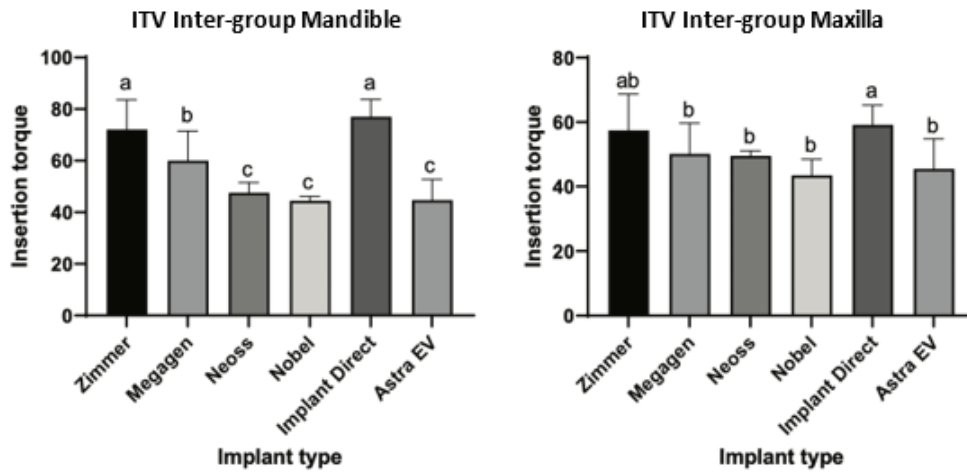 ITV Inter-group Mandible
Insertion torque
100
80
60
40
20
0
a
b
c
c
a
c
Zimmer
Megagen
Neoss
Nobel
Implant Direct
Astra EV
Implant type
ITV Inter-group Maxilla
Insertion torque
80
60
40
20
0
ab
b
b
b
a
b
Zimmer
Megagen
Neoss
Nobel
Implant Direct
Astra EV
Implant type